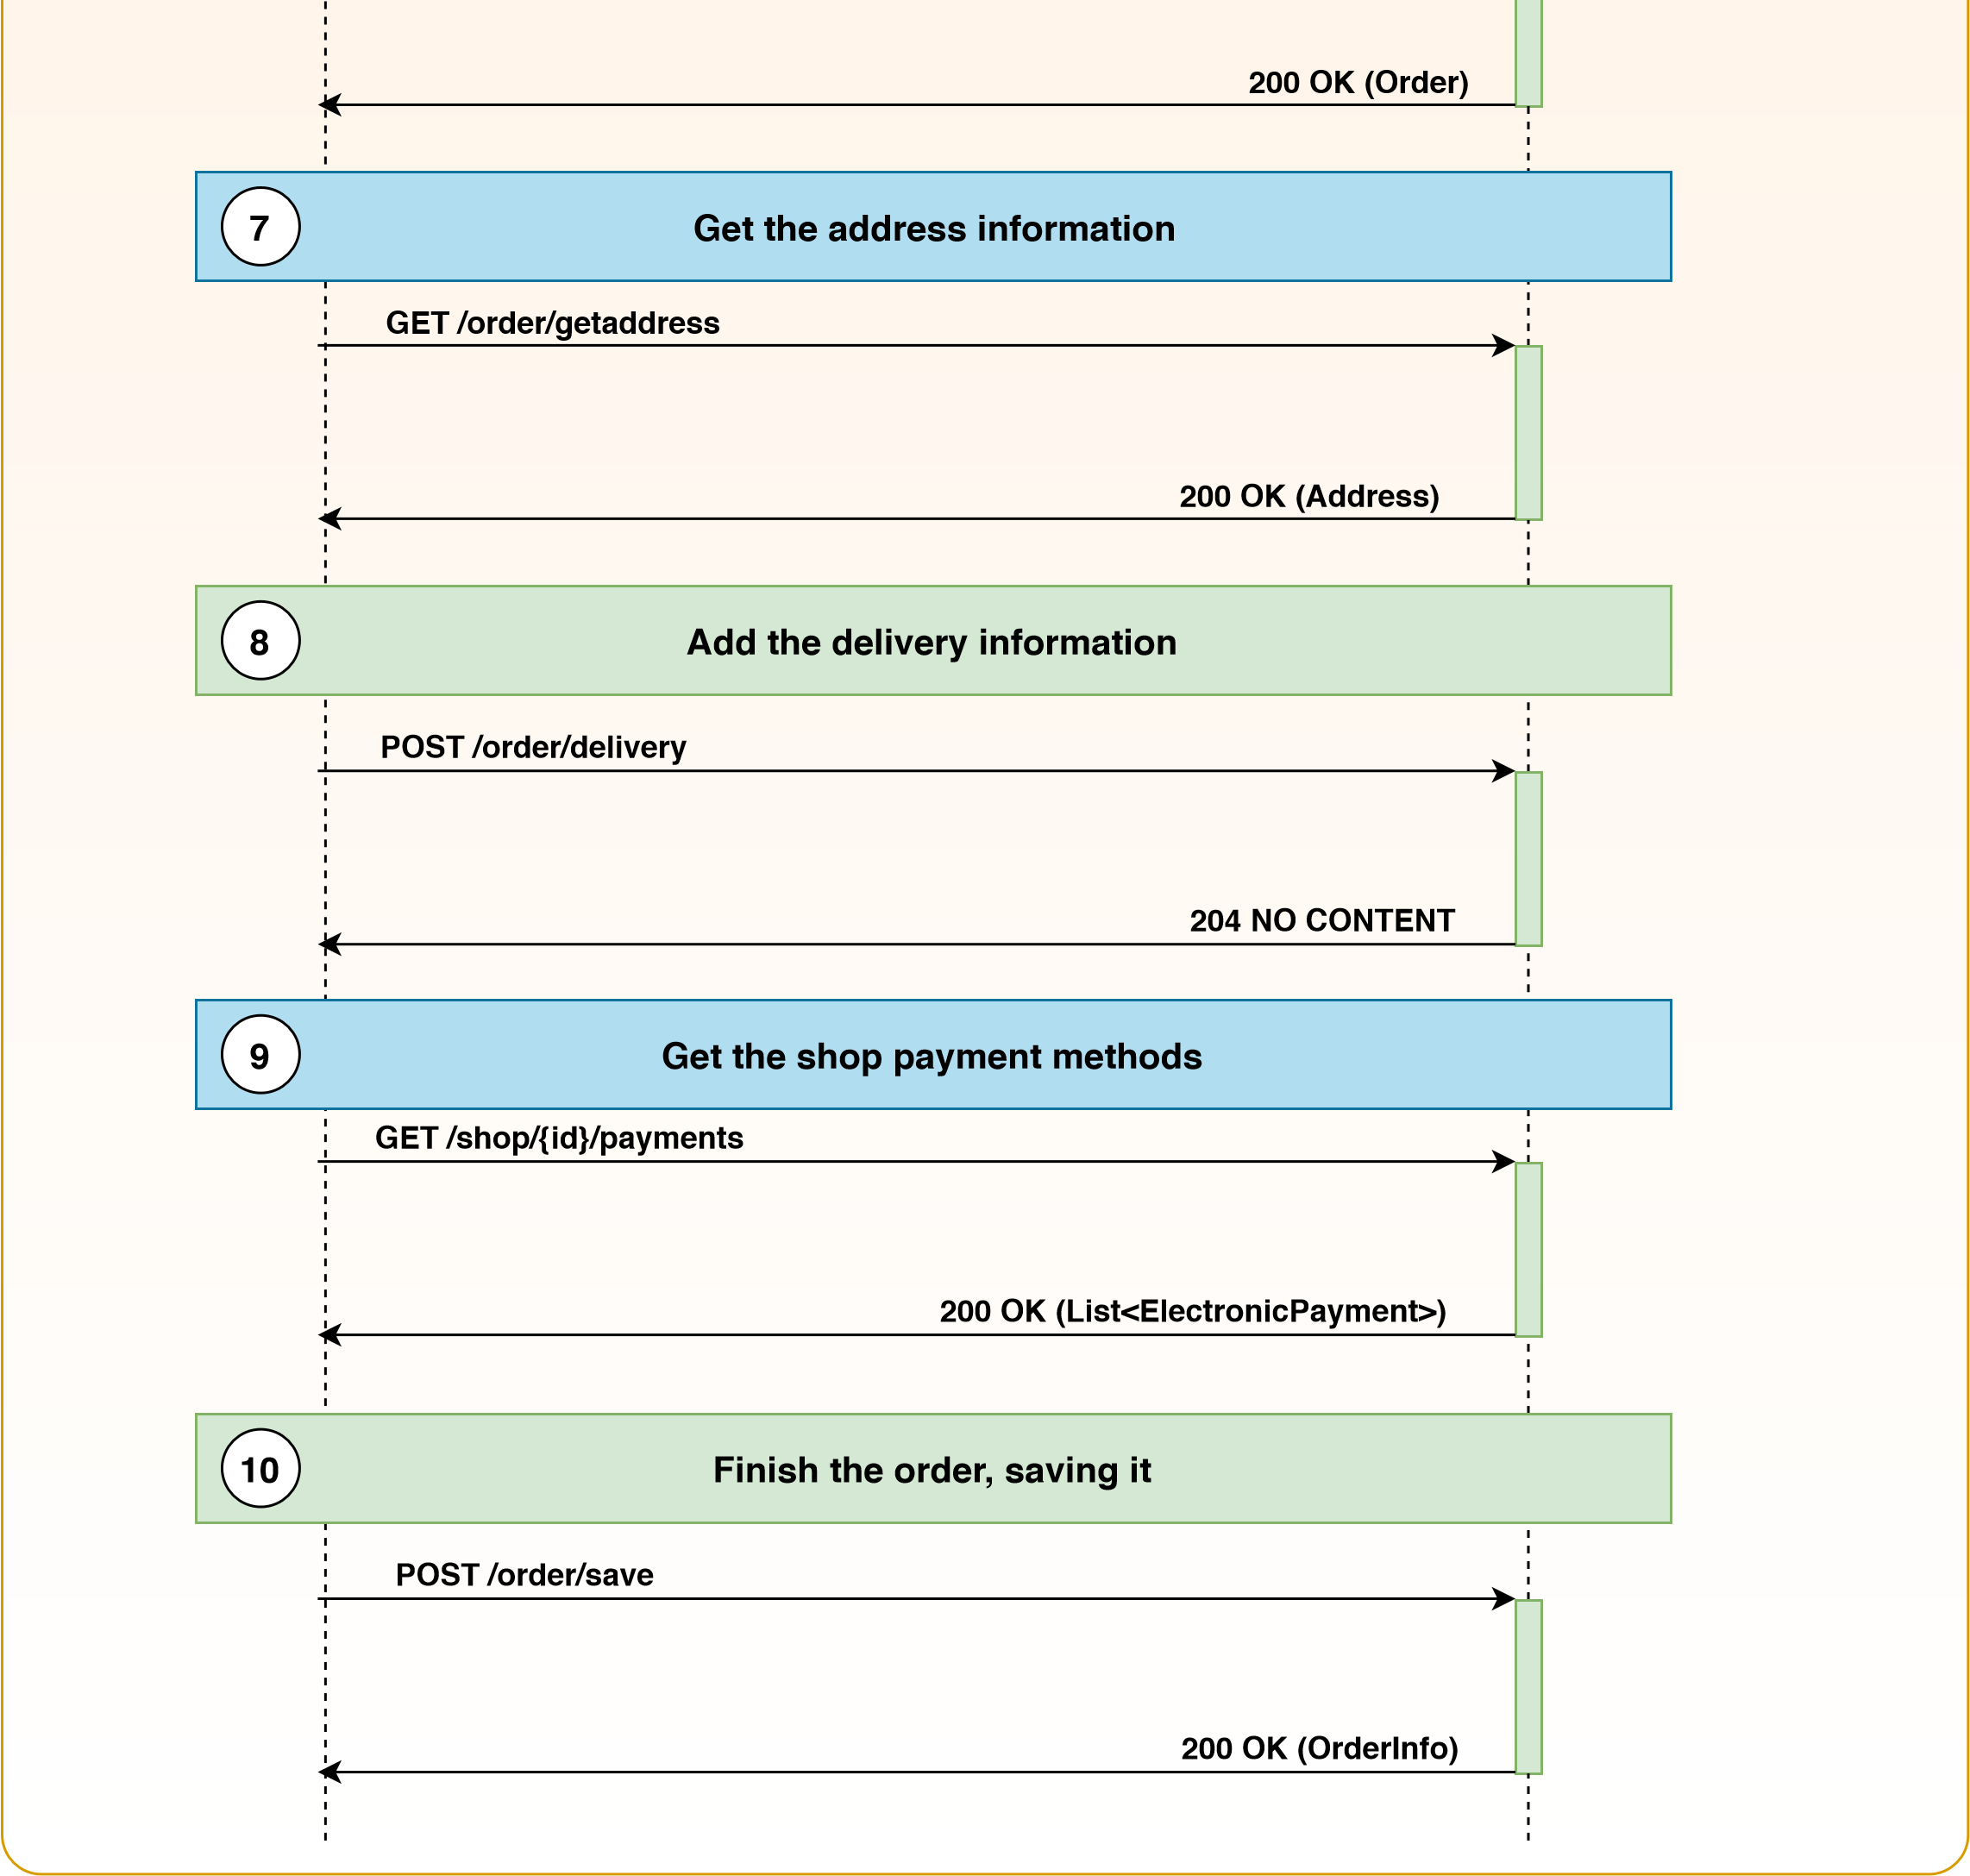 200 OK (Order)
7
Get the address information
GET /order/getaddress
200 OK (Address)
8
Add the delivery information
POST /order/delivery
204 NO CONTENT
9
Get the shop payment methods
GET /shop/{id}/payments
200 OK (List<ElectronicPayment>)
10
Finish the order, saving it
POST /order/save
200 OK (OrderInfo)